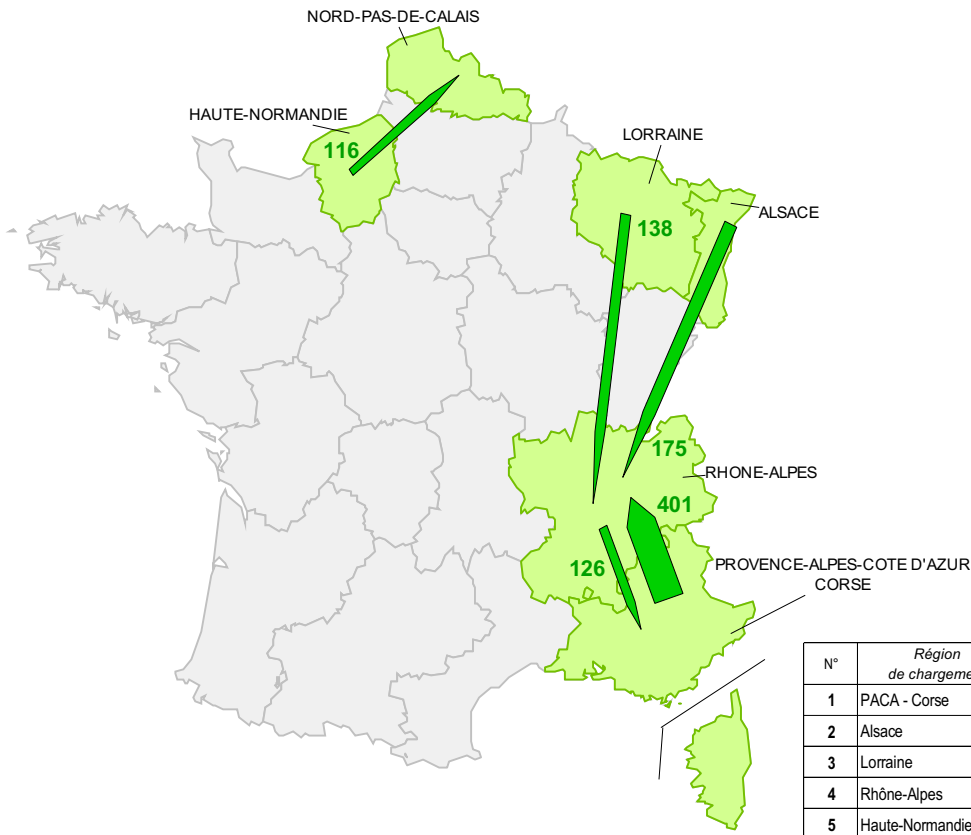 NORD-PAS-DE-CALAIS
HAUTE-NORMANDIE
116
LORRAINE
138
ALSACE
175
RHONE-ALPES
401
126
PROVENCE-ALPES-COTE D'AZUR
CORSE
N° Région
de chargeme
1 PACA - Corse
2 Alsace
3 Lorraine
4 Rhône-Alpes
5 Haute-Normandie